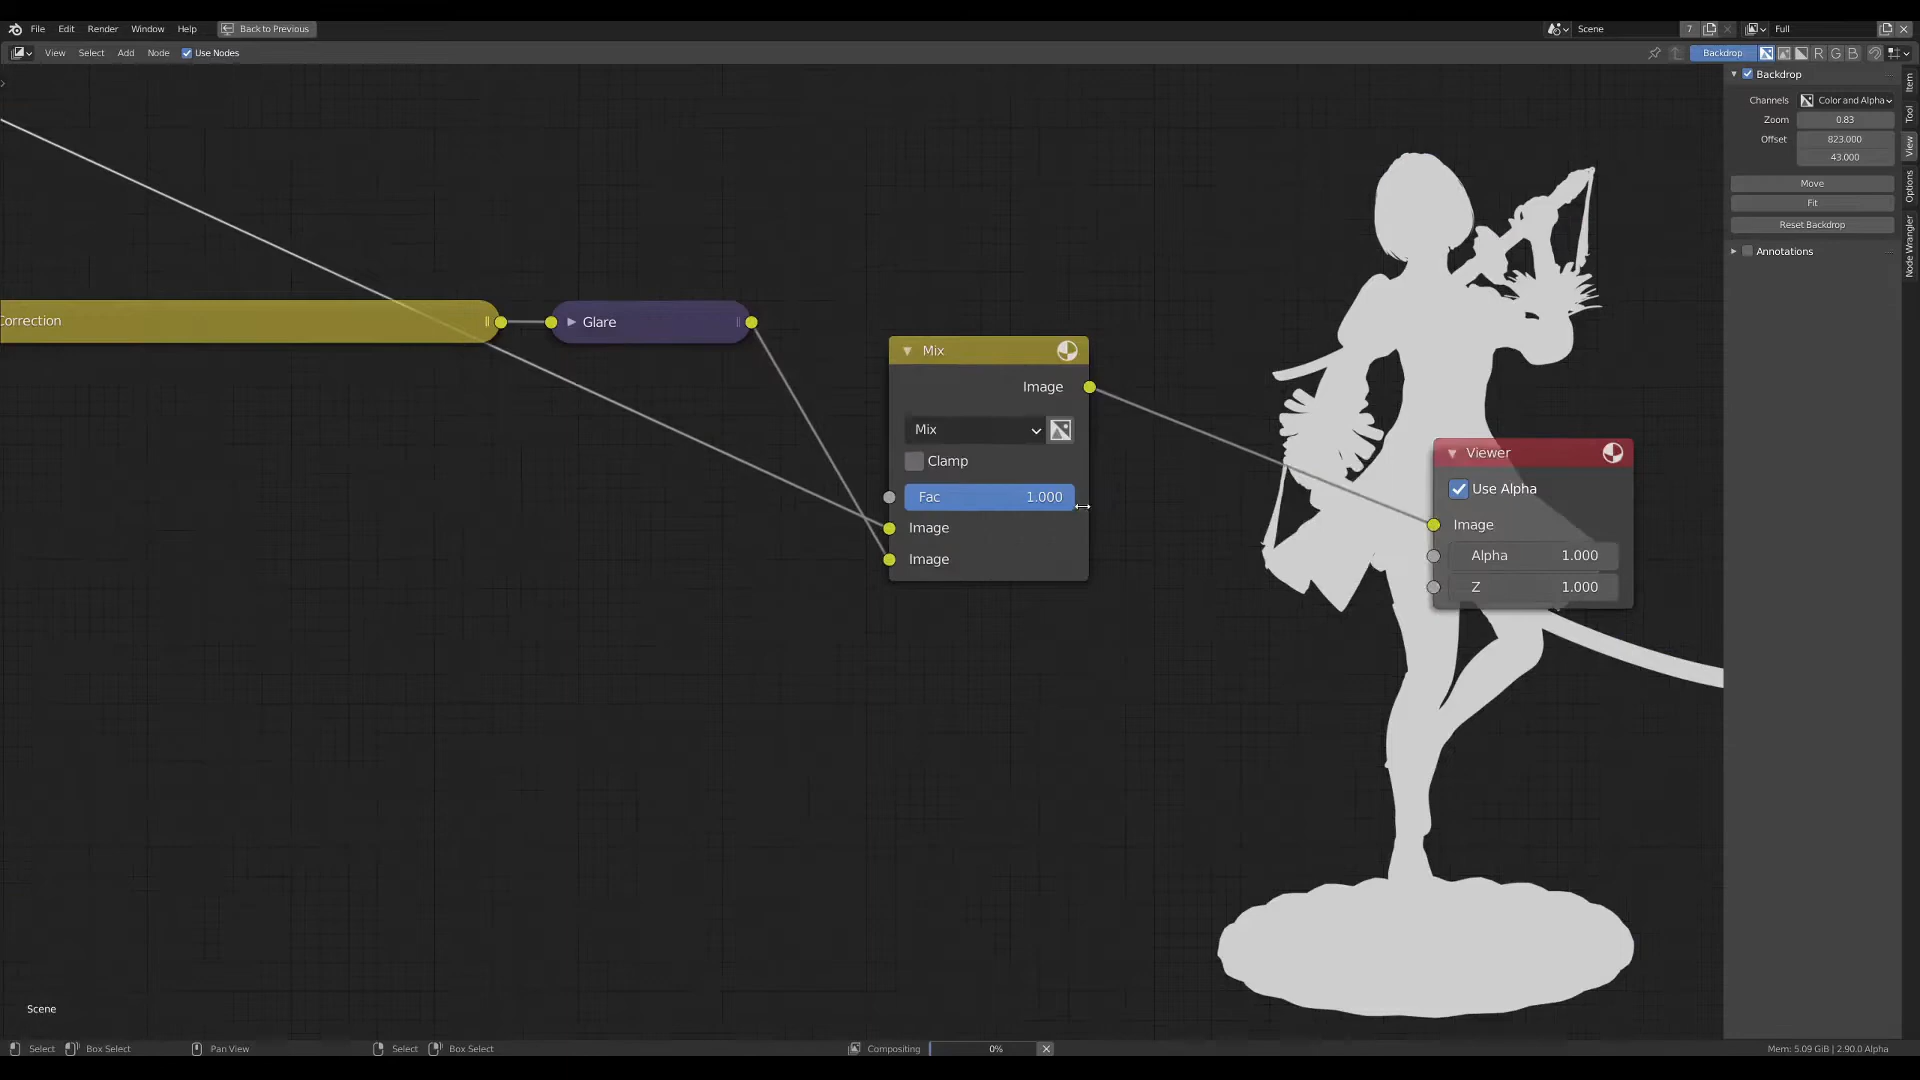 File Edit Render Window Help Back to Previous Scene 7 Full
View Select Add Node Use Nodes Backdrop R G B
Backdrop
Channels Color and Alpha
Zoom 0.83
Offset 823.000
43.000
Move
Fit
Reset Backdrop
Annotations
Item
Tool
View
Options
Node Wrangler
Correction
Glare
Mix
Image
Mix
Clamp
Fac 1.000
Image
Image
Viewer
Use Alpha
Image
Alpha 1.000
Z 1.000
Scene
Select Box Select Pan View Select Box Select Compositing 0% Mem: 5.09 GiB | 2.90.0 Alpha